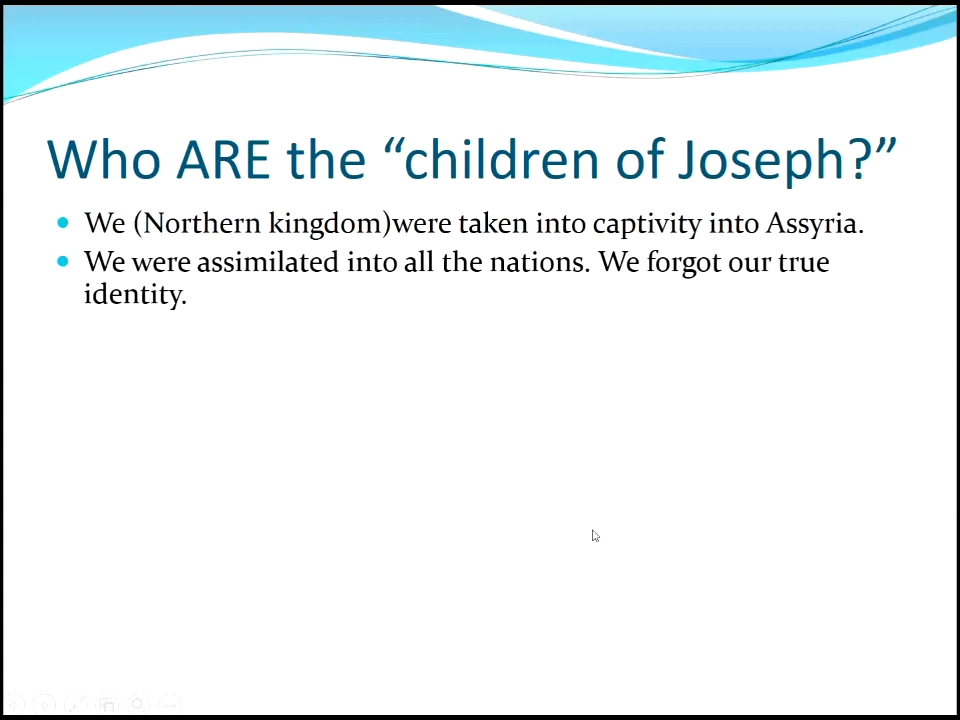 Who ARE the “children of Joseph?”
• We (Northern kingdom)were taken into captivity into Assyria.
• We were assimilated into all the nations. We forgot our true
identity.